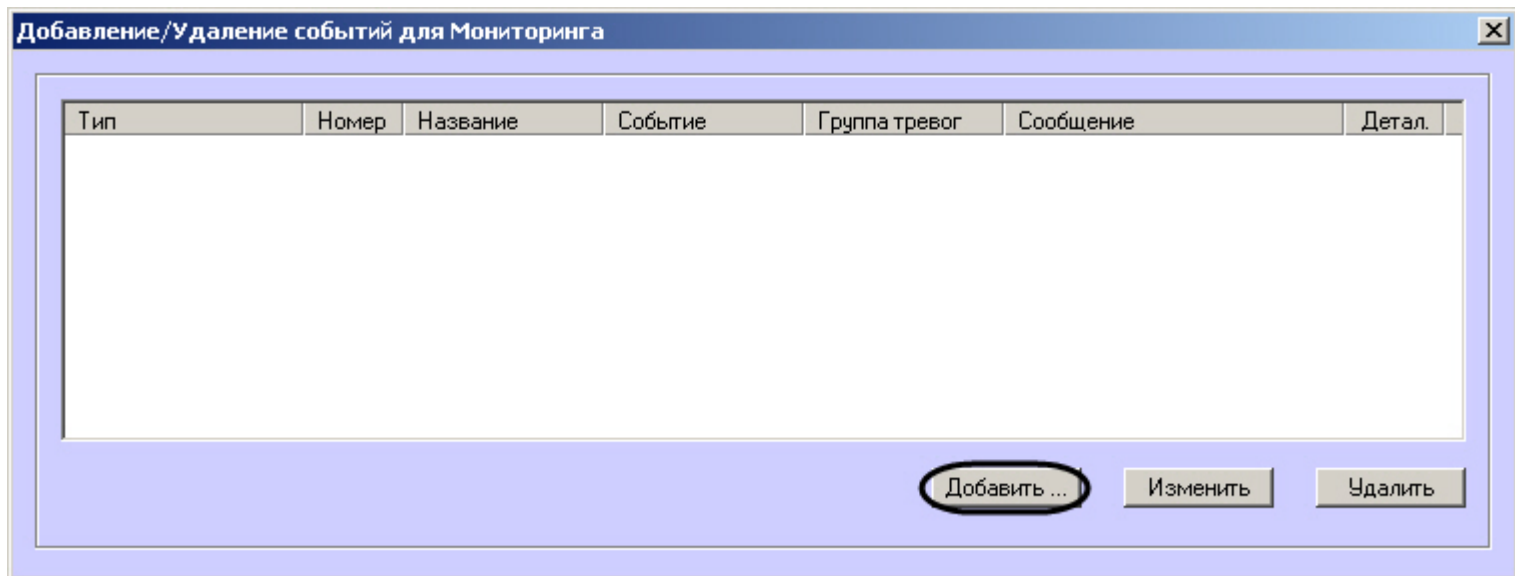 Добавление/Удаление событий для Мониторинга
Тип Номер Название Событие Группа тревог Сообщение Детал.
Добавить ... Изменить Удалить